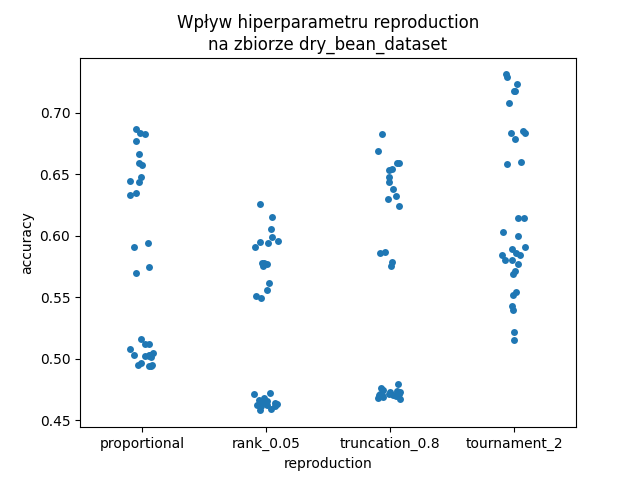 Wpływ hiperparametru reproduction
na zbiorze dry_bean_dataset
0.70
0.65
0.60
0.55
0.50
0.45
accuracy
proportional rank_0.05 truncation_0.8 tournament_2
reproduction